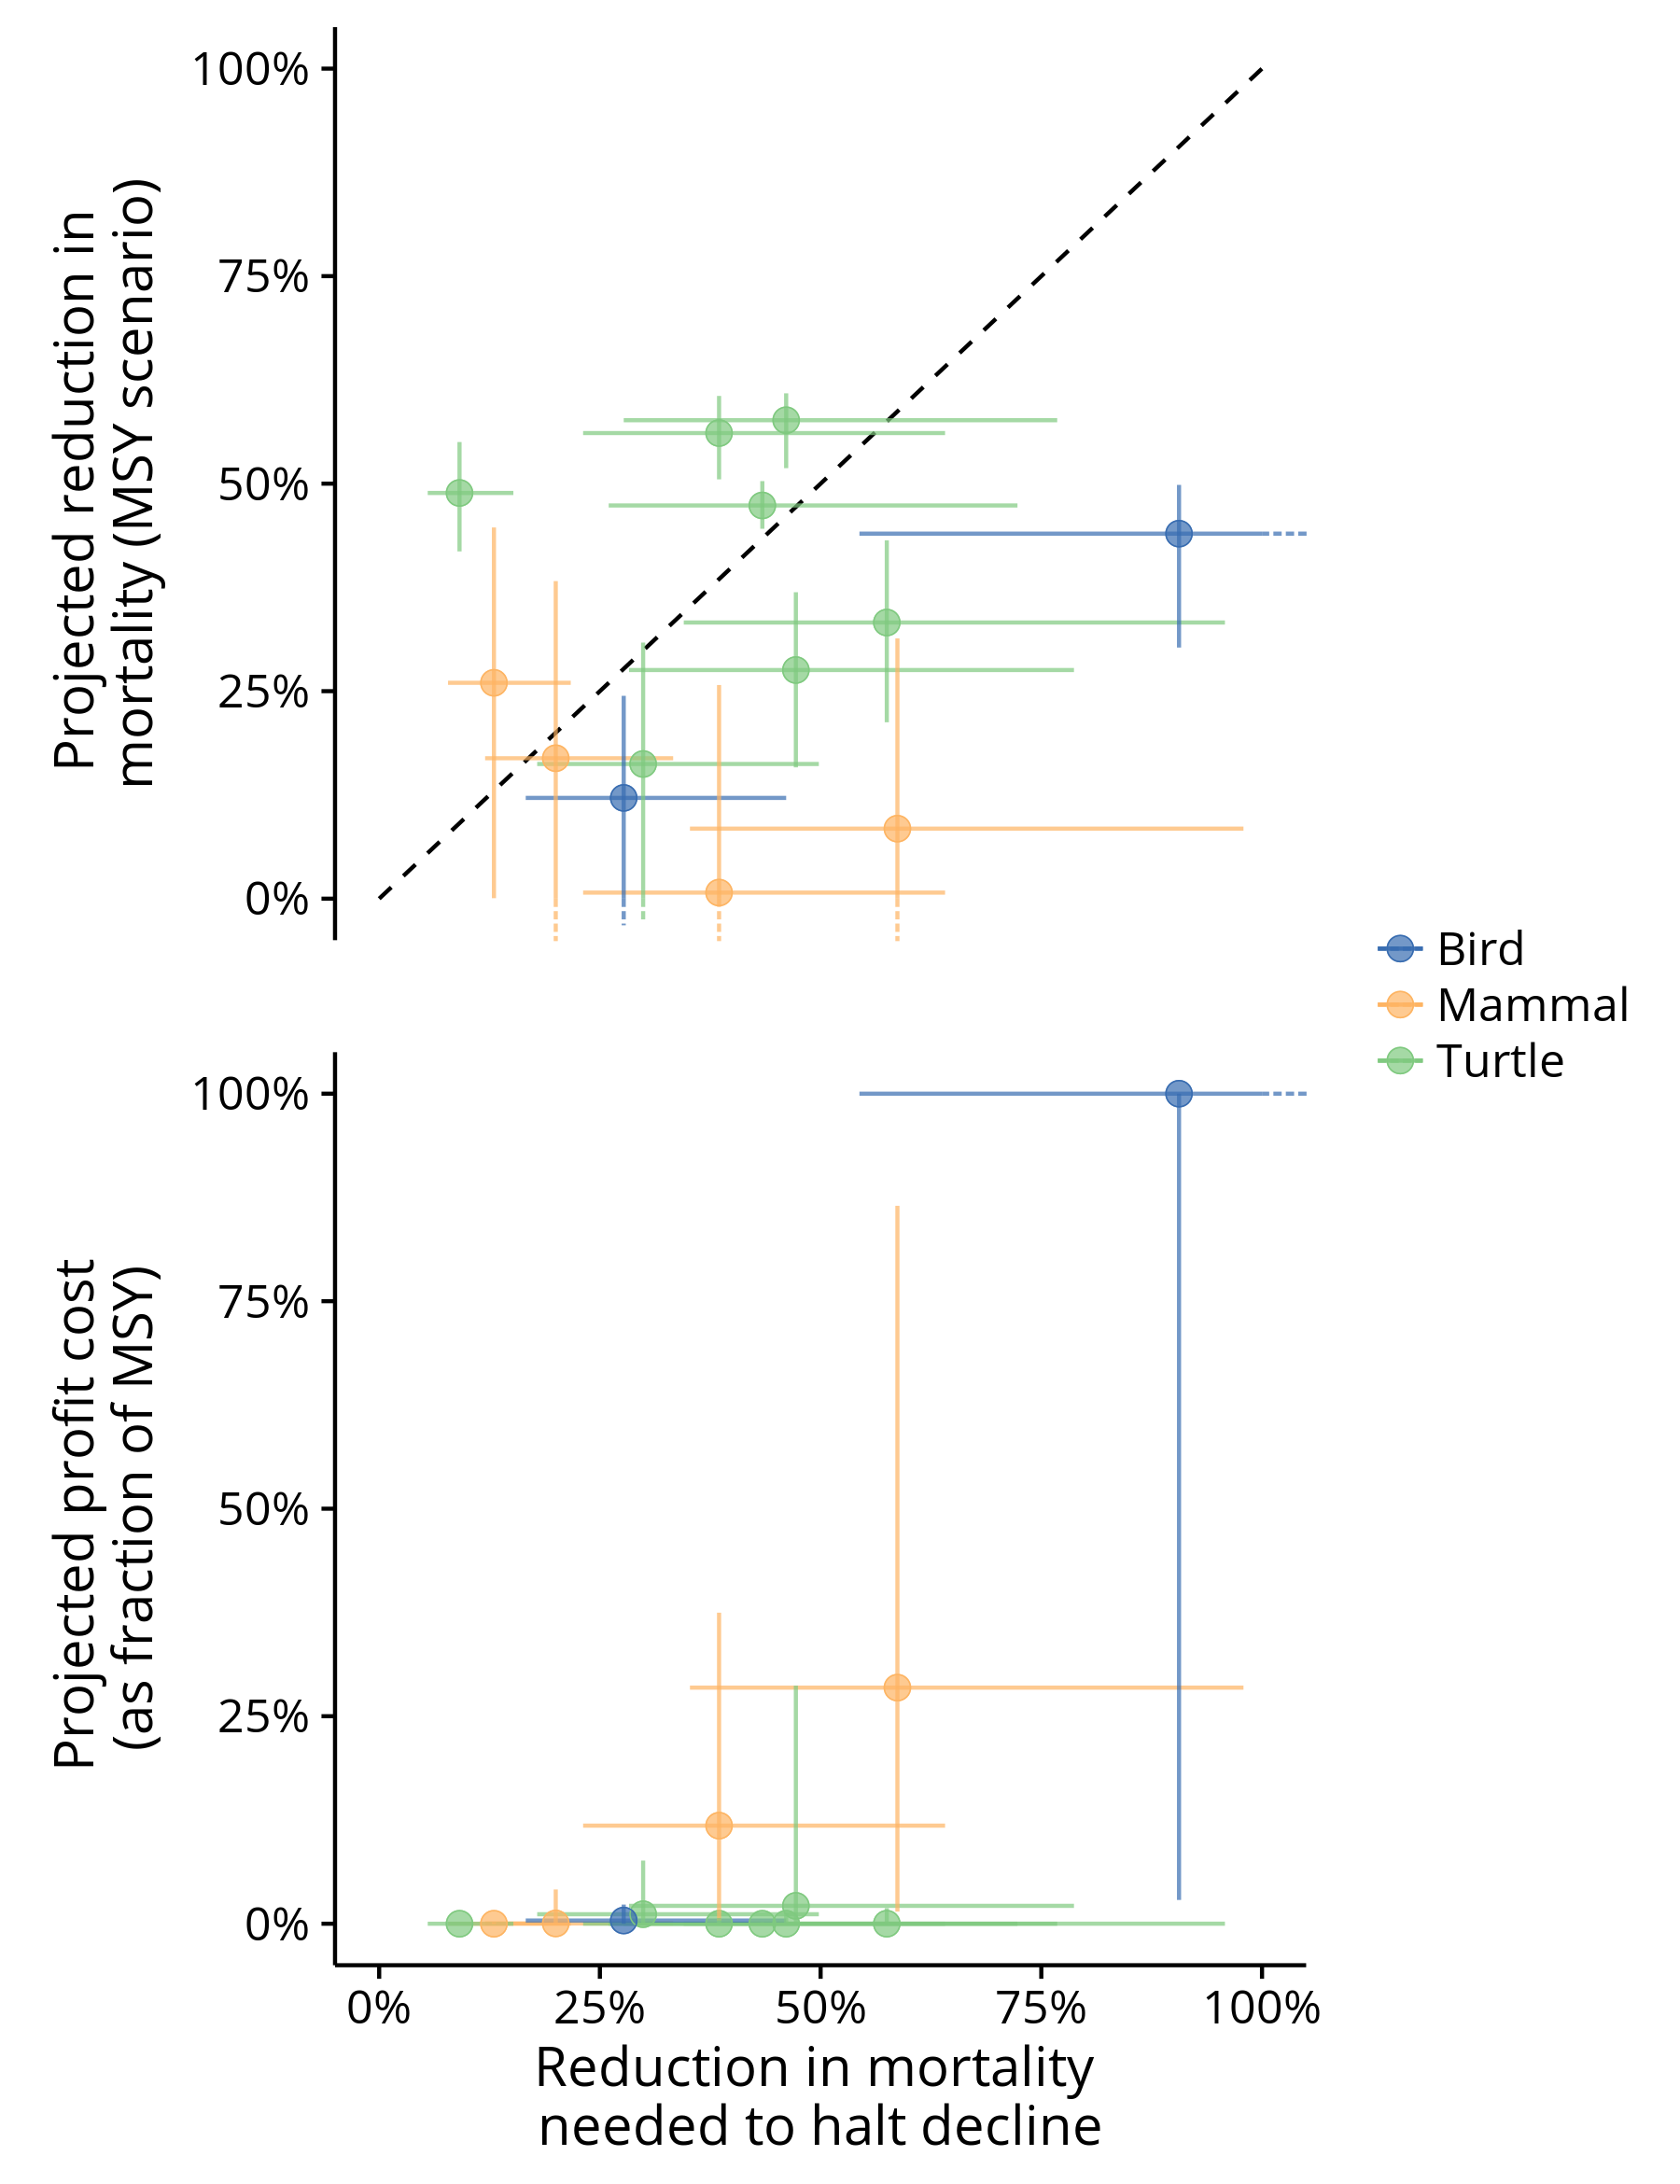 Projected reduction in
mortality (MSY scenario)
100%
75%
50%
25%
0%
Bird
Mammal
Turtle
Projected profit cost
(as fraction of MSY)
100%
75%
50%
25%
0%
0% 25% 50% 75% 100%
Reduction in mortality
needed to halt decline